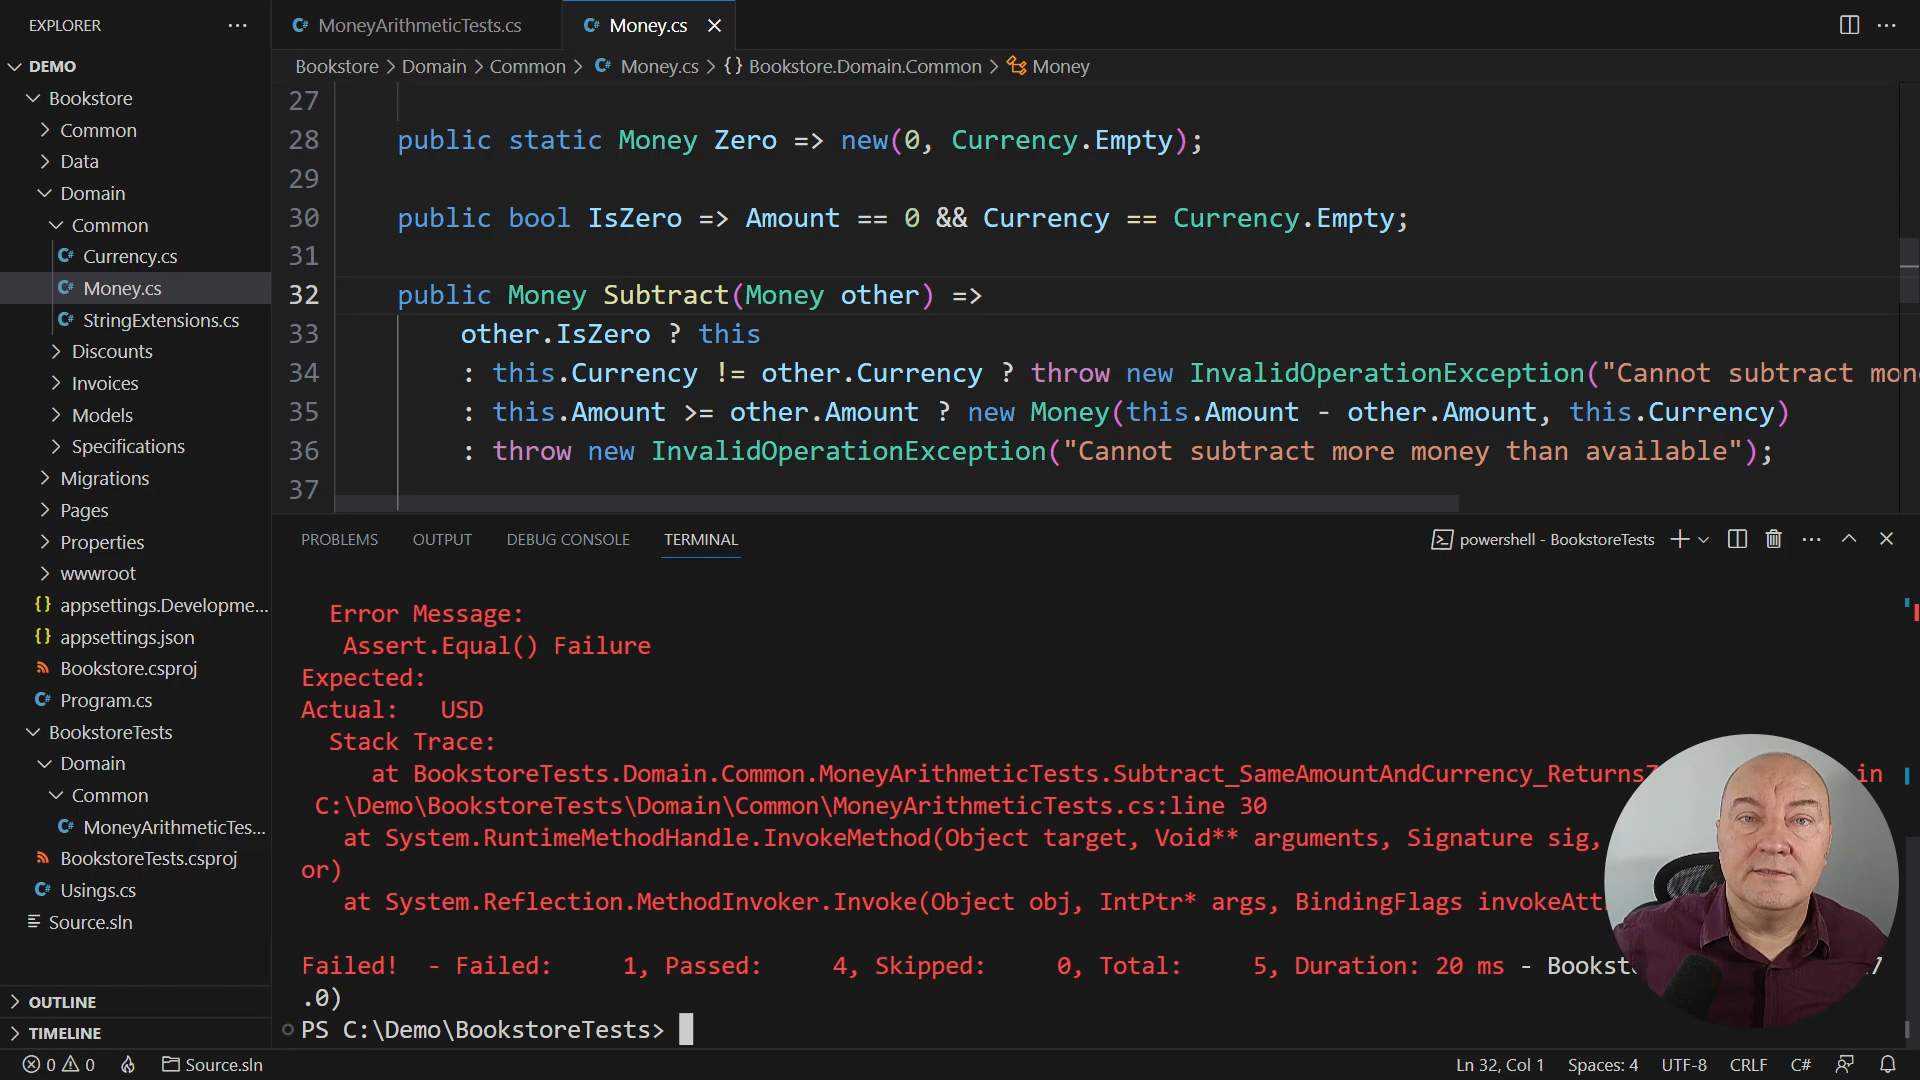 EXPLORER
DEMO
Bookstore
Common
Data
Domain
Common
Currency.cs
Money.cs
StringExtensions.cs
Discounts
Invoices
Models
Specifications
Migrations
Pages
Properties
wwwroot
appsettings.Developme...
appsettings.json
Bookstore.csproj
Program.cs
BookstoreTests
Domain
Common
MoneyArithmeticTes...
BookstoreTests.csproj
Usings.cs
Source.sln
OUTLINE
TIMELINE
MoneyArithmeticTests.cs
Money.cs
Bookstore > Domain > Common > Money.cs > {} Bookstore.Domain.Common > Money
27
28 public static Money Zero => new(0, Currency.Empty);
29
30 public bool IsZero => Amount == 0 && Currency == Currency.Empty;
31
32 public Money Subtract(Money other) =>
33 other.IsZero ? this
34 : this.Currency != other.Currency ? throw new InvalidOperationException("Cannot subtract mon
35 : this.Amount >= other.Amount ? new Money(this.Amount - other.Amount, this.Currency)
36 : throw new InvalidOperationException("Cannot subtract more money than available");
37
PROBLEMS OUTPUT DEBUG CONSOLE TERMINAL
powershell - BookstoreTests
Error Message:
Assert.Equal() Failure
Expected:
Actual: USD
Stack Trace:
at BookstoreTests.Domain.Common.MoneyArithmeticTests.Subtract_SameAmountAndCurrency_Returns in
C:\Demo\BookstoreTests\Domain\Common\MoneyArithmeticTests.cs:line 30
at System.RuntimeMethodHandle.InvokeMethod(Object target, Void** arguments, Signature sig,
or)
at System.Reflection.MethodInvoker.Invoke(Object obj, IntPtr* args, BindingFlags invokeAtt
Failed! - Failed: 1, Passed: 4, Skipped: 0, Total: 5, Duration: 20 ms - Bookst
.0)
PS C:\Demo\BookstoreTests>
0 0 Source.sln
Ln 32, Col 1 Spaces: 4 UTF-8 CRLF C#